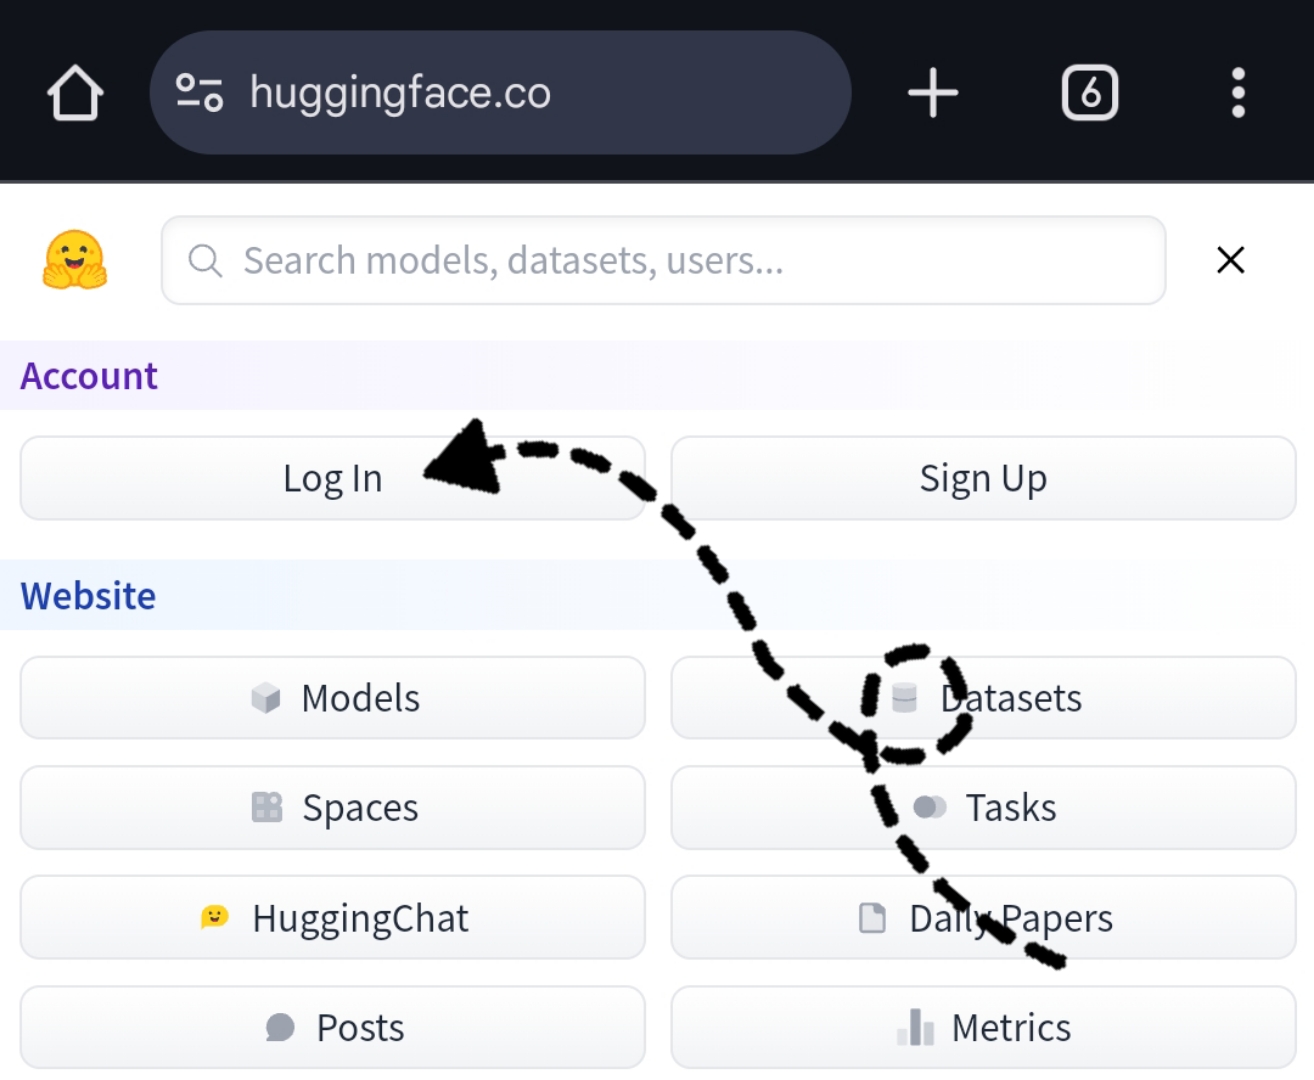 huggingface.co
6
Search models, datasets, users...
Account
Log In
Sign Up
Website
Models
Datasets
Spaces
Tasks
HuggingChat
Daily Papers
Posts
Metrics